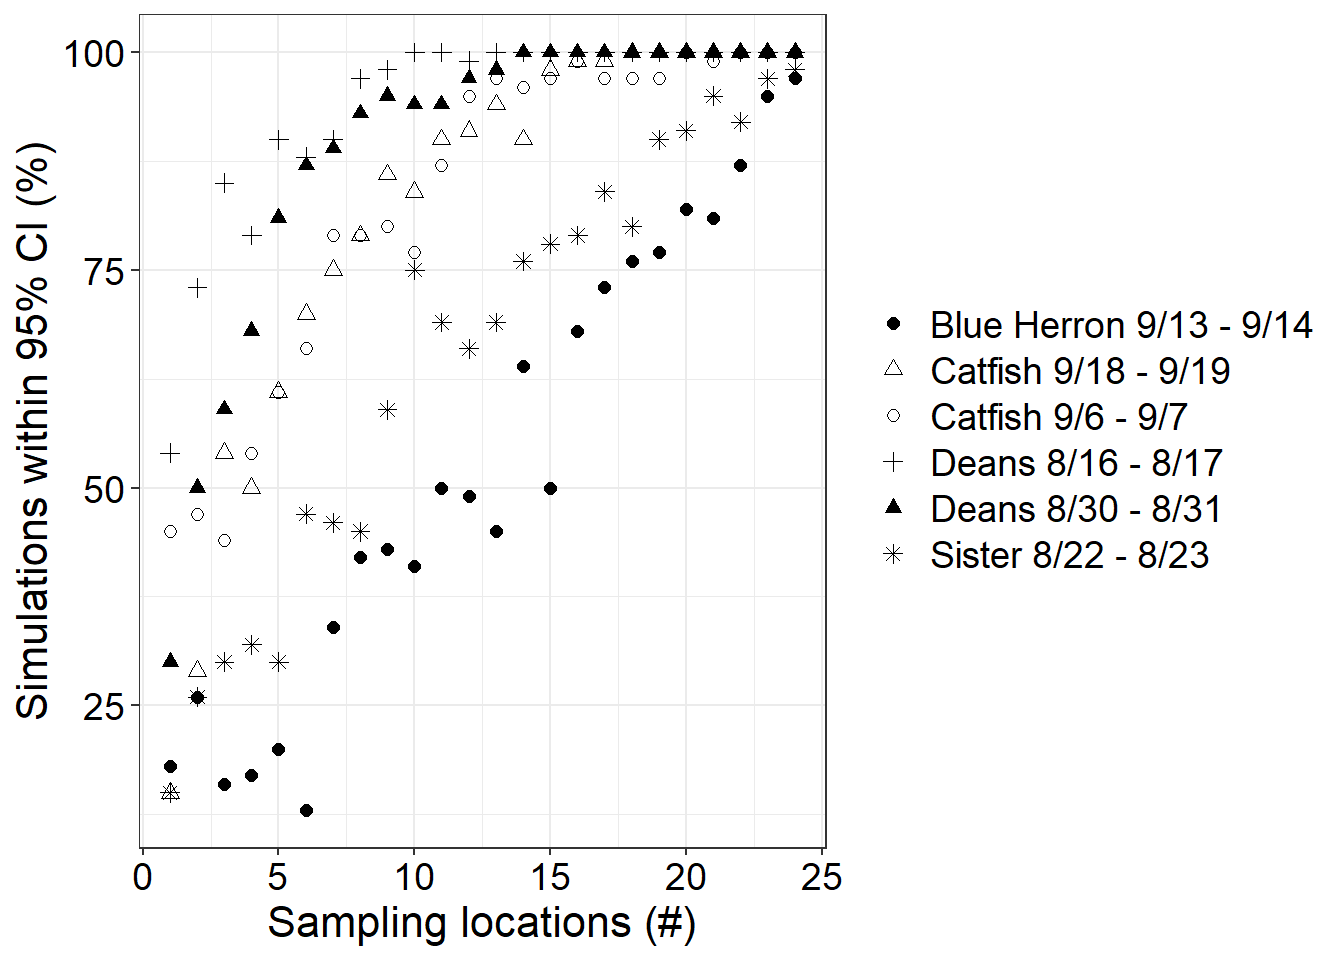 Simulations within 95% CI (%)
100
75
50
25
0 5 10 15 20 25
Sampling locations (#)
Blue Herron 9/13 - 9/14
Catfish 9/18 - 9/19
Catfish 9/6 - 9/7
Deans 8/16 - 8/17
Deans 8/30 - 8/31
Sister 8/22 - 8/23